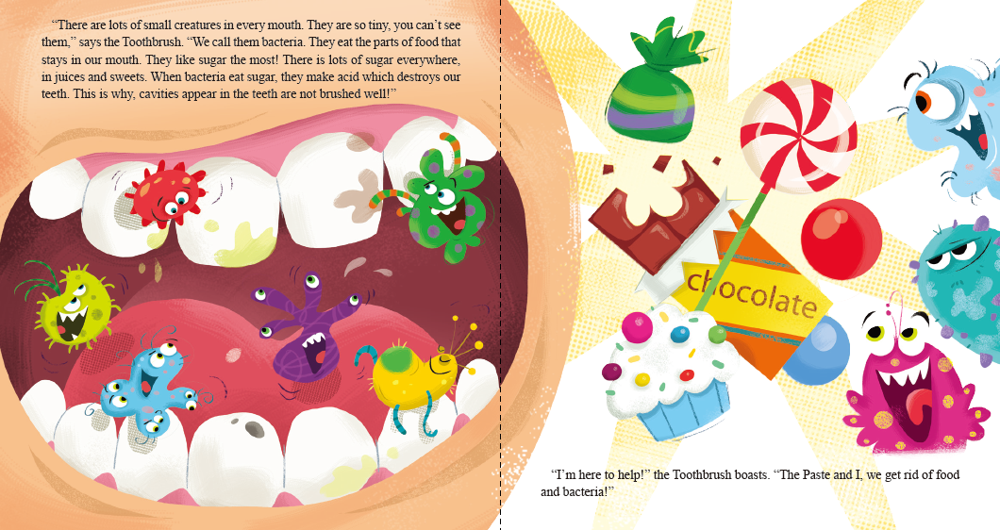 “There are lots of small creatures in every mouth. They are so tiny, you can’t see
them,” says the Toothbrush. “We call them bacteria. They eat the parts of food that
stays in our mouth. They like sugar the most! There is lots of sugar everywhere,
in juices and sweets. When bacteria eat sugar, they make acid which destroys our
teeth. This is why, cavities appear in the teeth are not brushed well!”
chocolate
“I’m here to help!” the Toothbrush boasts. “The Paste and I, we get rid of food
and bacteria!”